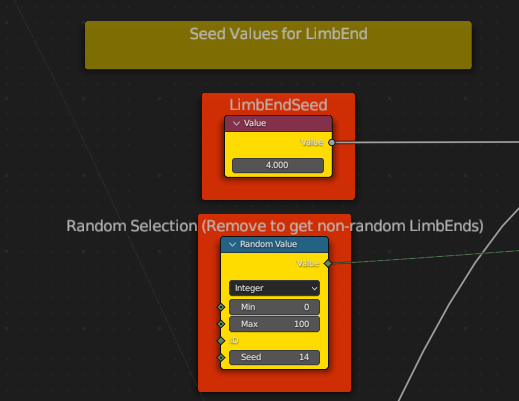 Seed Values for LimbEnd
LimbEndSeed
Value
Value
4.000
Random Selection (Remove to get non-random LimbEnds)
Random Value
Value
Integer
Min 0
Max 100
ID
Seed 14